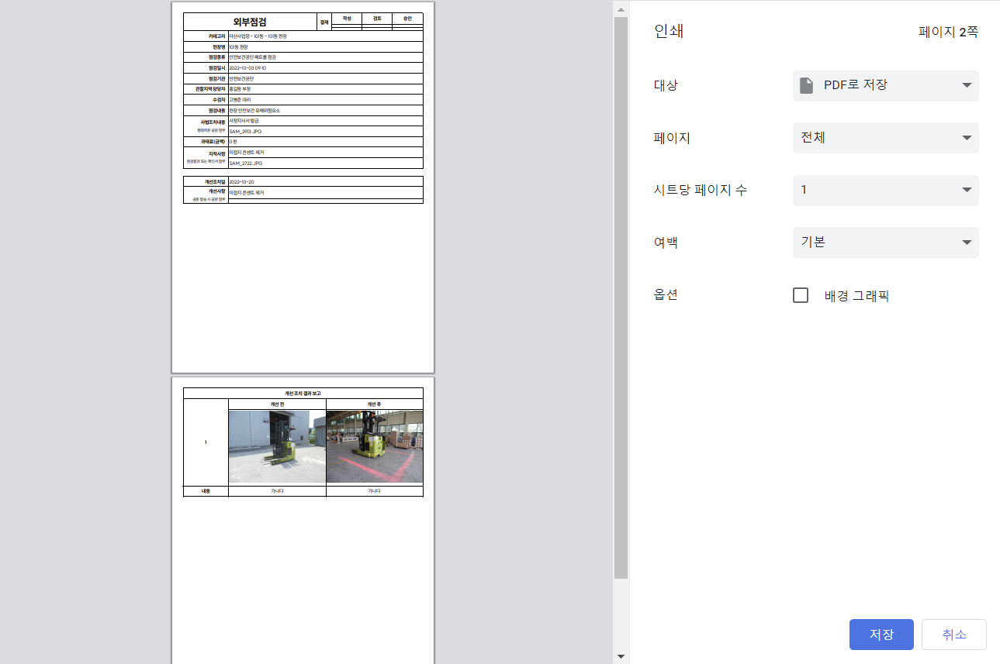 외부점검
결재
작성
검토
승인
카테고리 아산사업장 - 101동 - 101동 현장
현장명 101동 현장
점검종류 안전보건공단 패트롤 점검
점검일시 2022-10-03 09:10
점검기관 안전보건공단
관할지역 담당자 홍길동 부장
수검자 고병준 대리
점검내용 현장 안전보건 유해위험요소
사법조치내용 시정지시서 발급
행정처분 공문 첨부 SAM_2913.JPG
과태료(금액) 0 원
지적사항 미접지 콘센트 제거
점검결과 또는 확인서 첨부 SAM_2722.JPG
개선조치일 2022-10-20
개선사항 미접지 콘센트 제거
공문 발송 시 공문 첨부
개선 조치 결과 보고
개선 전 개선 후
1
내용 가나다 가나다
인쇄 페이지 2쪽
대상 PDF로 저장
페이지 전체
시트당 페이지 수 1
여백 기본
옵션 배경 그래픽
저장 취소